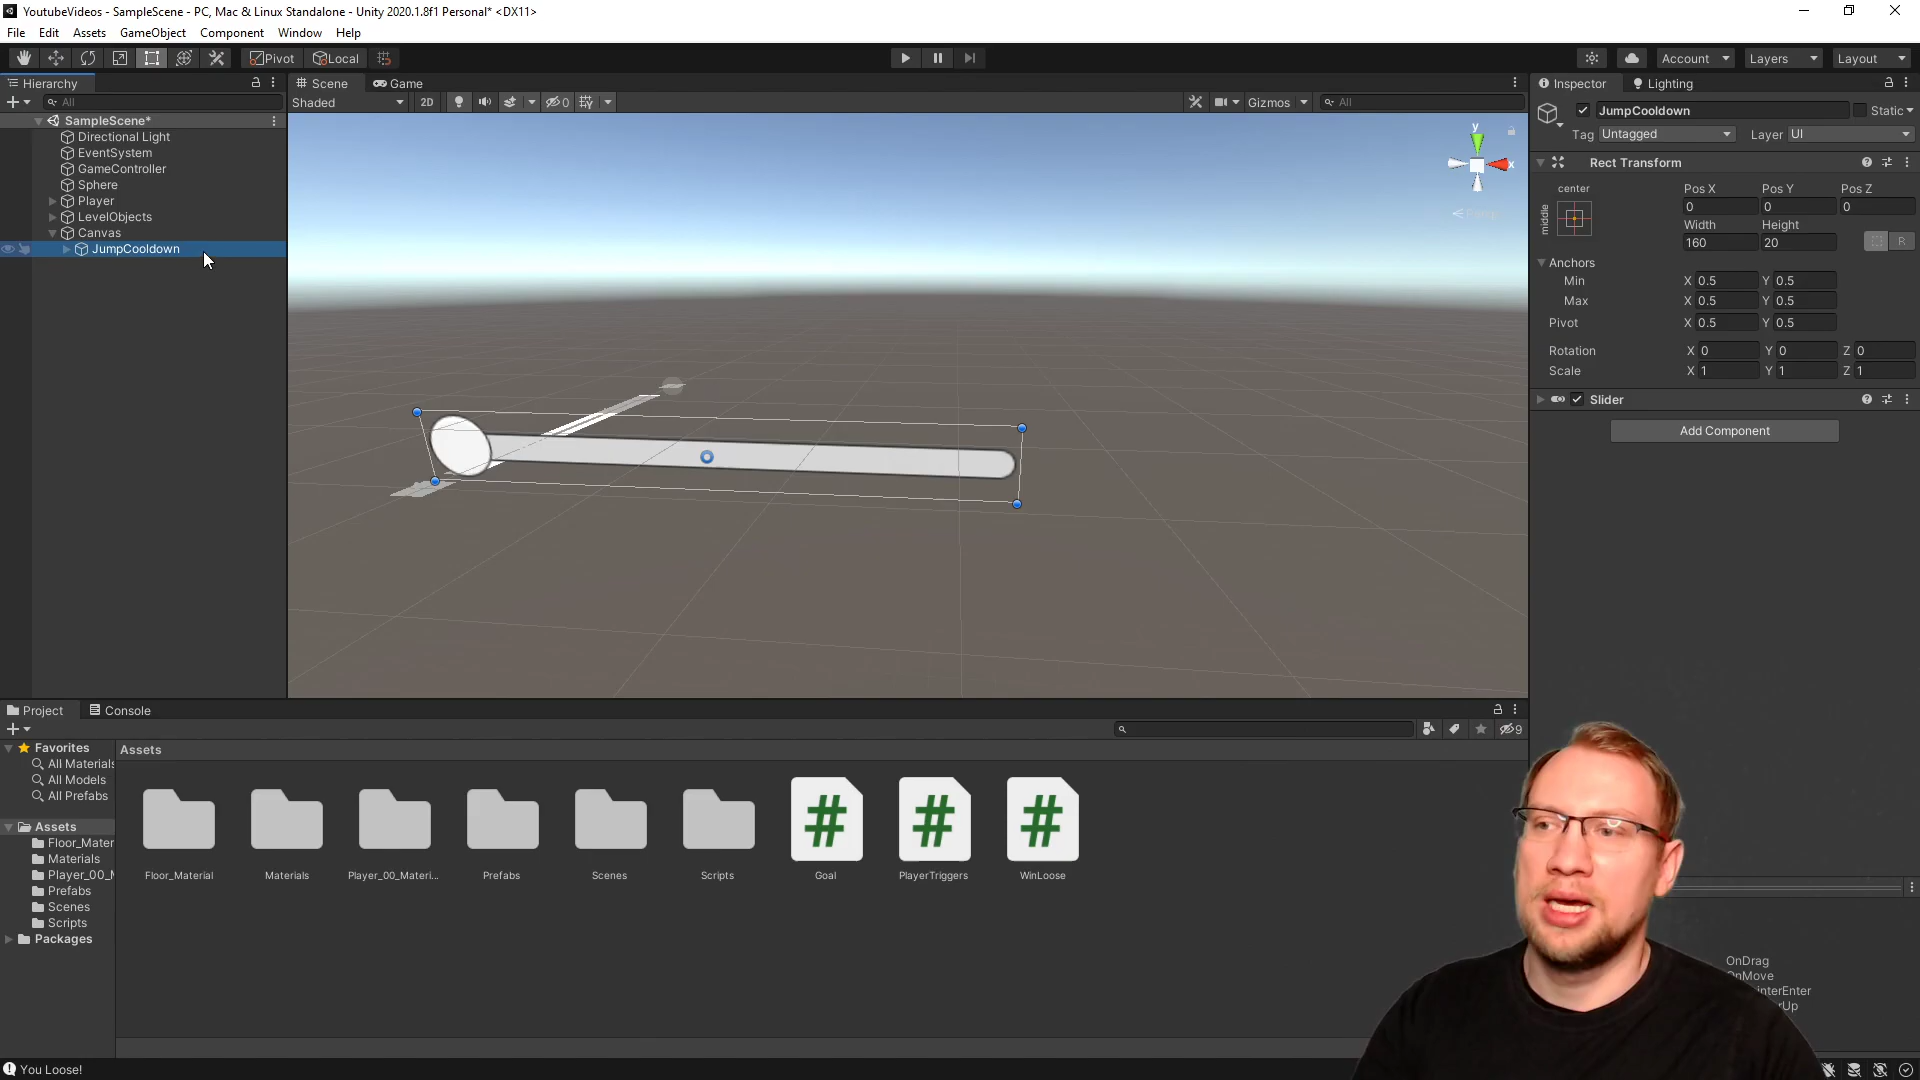 YoutubeVideos - SampleScene - PC, Mac & Linux Standalone - Unity 2020.1.8f1 Personal* <DX11>
File Edit Assets GameObject Component Window Help
Pivot Local Account Layers Layout
Hierarchy Scene Game Inspector Lighting
All Shaded 2D 0 Gizmos All
JumpCooldown Static
Tag Untagged Layer UI
SampleScene*
Directional Light
EventSystem
GameController
Sphere
Player
LevelObjects
Canvas
JumpCooldown
y
x
Rect Transform
center
middle
Pos X Pos Y Pos Z
0 0 0
Width Height
160 20
R
Anchors
Min X 0.5 Y 0.5
Max X 0.5 Y 0.5
Pivot X 0.5 Y 0.5
Rotation X 0 Y 0 Z 0
Scale X 1 Y 1 Z 1
Slider
Add Component
Project Console
9
Favorites
All Materials
All Models
All Prefabs
Assets
Floor_Mater
Materials
Player_00_M
Prefabs
Scenes
Scripts
Packages
Assets
Floor_Material Materials Player_00_Materi... Prefabs Scenes Scripts Goal PlayerTriggers WinLoose
OnDrag
OnMove
interEnter
rUp
You Loose!